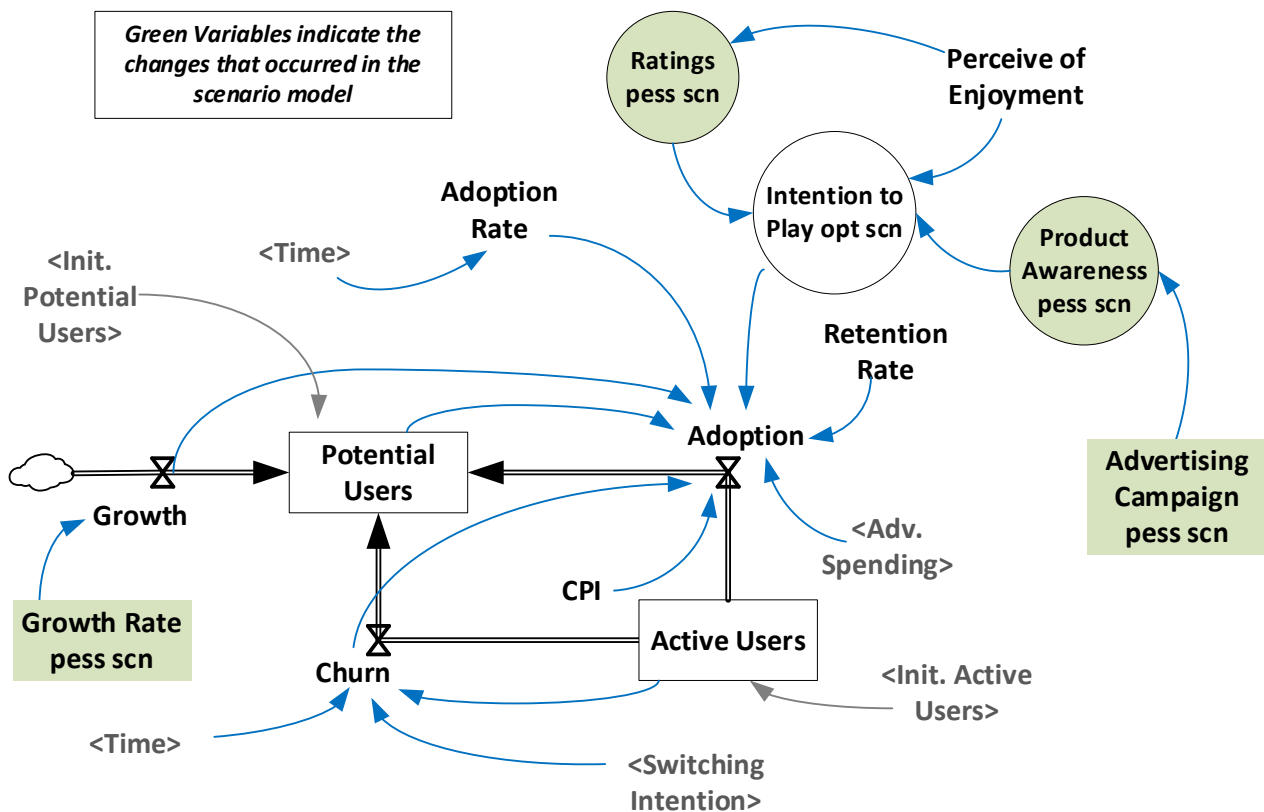 Green Variables indicate the
changes that occurred in the
scenario model
Ratings
pess scn
Perceive of
Enjoyment
Intention to
Play opt scn
Adoption
Rate
<Time>
<Init.
Potential
Users>
Product
Awareness
pess scn
Retention
Rate
Adoption
Potential
Users
Growth
Advertising
Campaign
pess scn
<Adv.
Spending>
CPI
Growth Rate
pess scn
Active Users
Churn
<Init. Active
Users>
<Time>
<Switching
Intention>